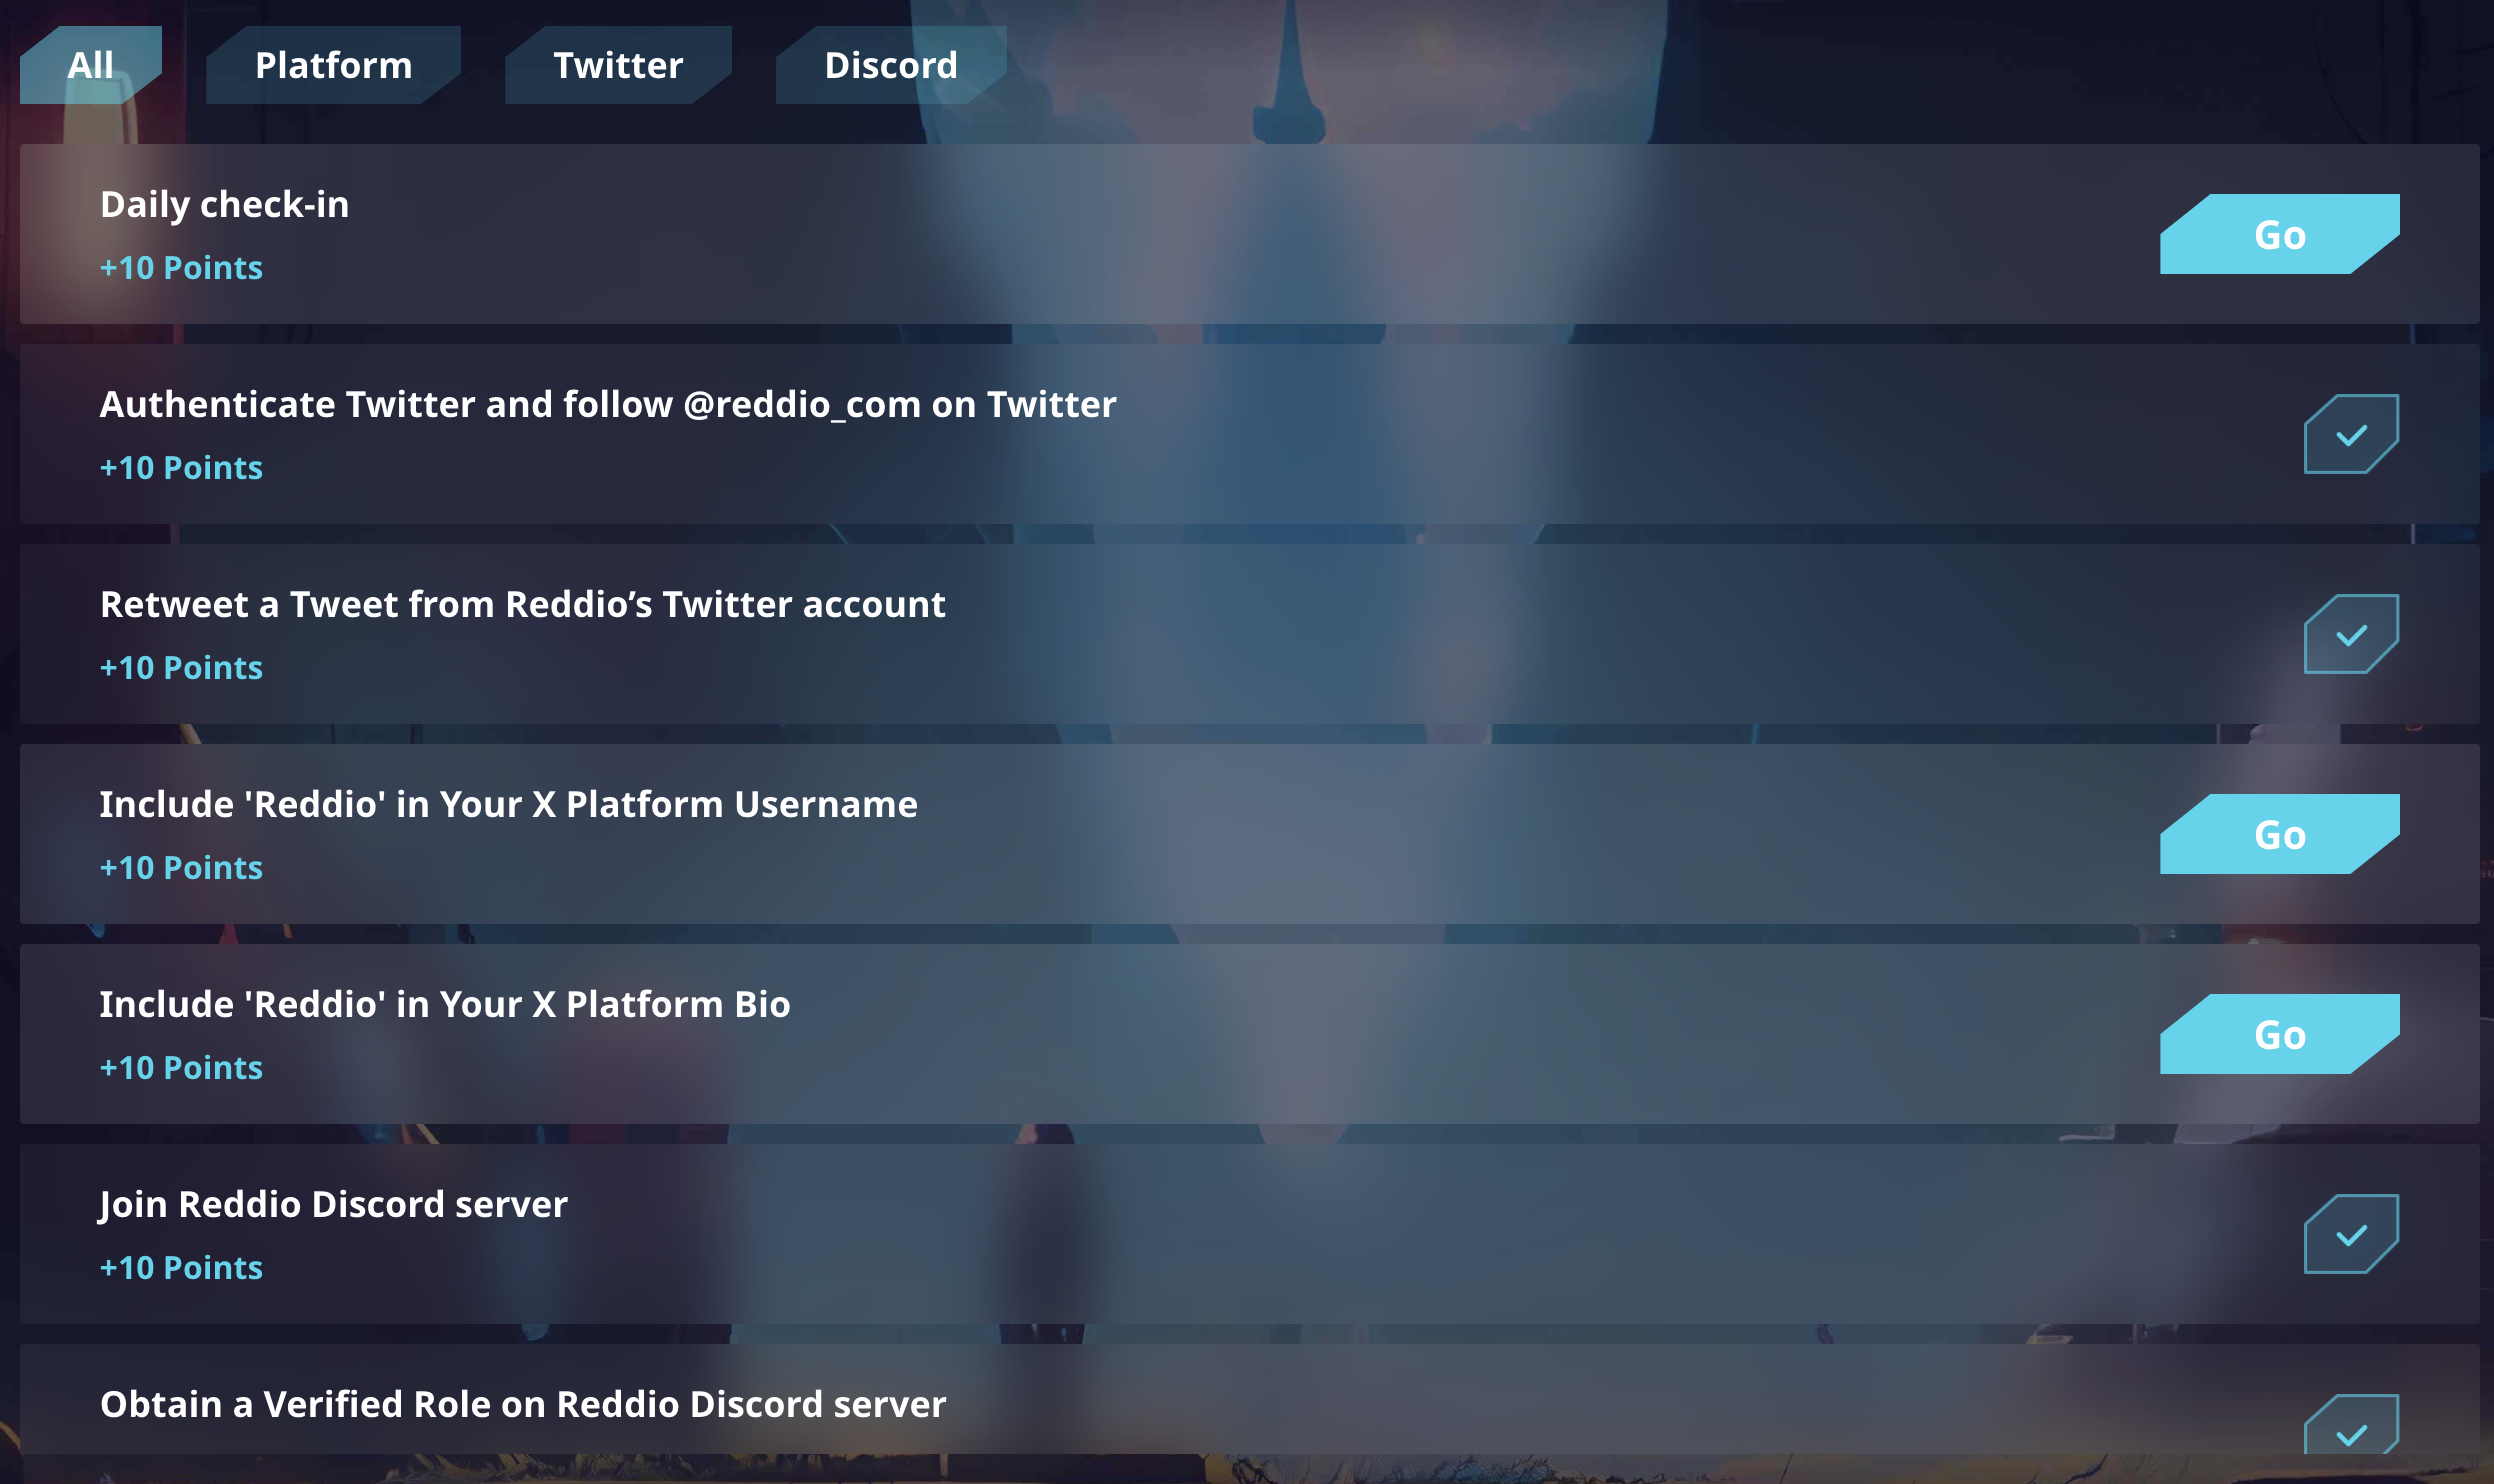 All
Platform
Twitter
Discord
Daily check-in
+10 Points
Go
Authenticate Twitter and follow @reddio_com on Twitter
+10 Points
Retweet a Tweet from Reddio’s Twitter account
+10 Points
Include 'Reddio' in Your X Platform Username
+10 Points
Go
Include 'Reddio' in Your X Platform Bio
+10 Points
Go
Join Reddio Discord server
+10 Points
Obtain a Verified Role on Reddio Discord server